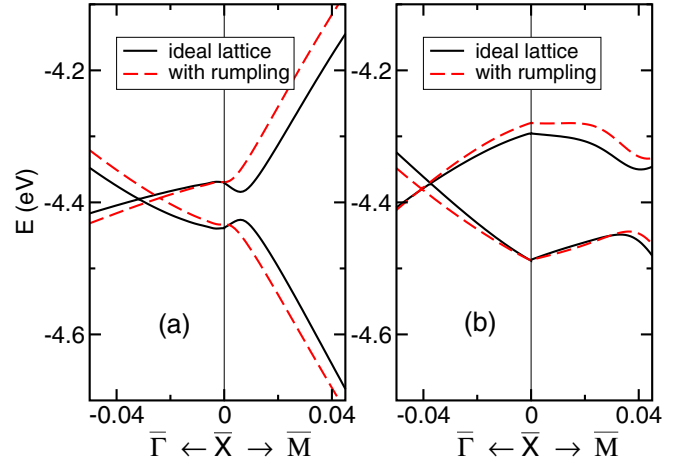 ideal lattice
with rumpling
ideal lattice
with rumpling
-4.2
-4.2
-4.4
-4.4
-4.6
-4.6
E (eV)
(a)
(b)
-0.04 0 0.04
-0.04 0 0.04
Γ̅ ← X̅ → M̅
Γ̅ ← X̅ → M̅